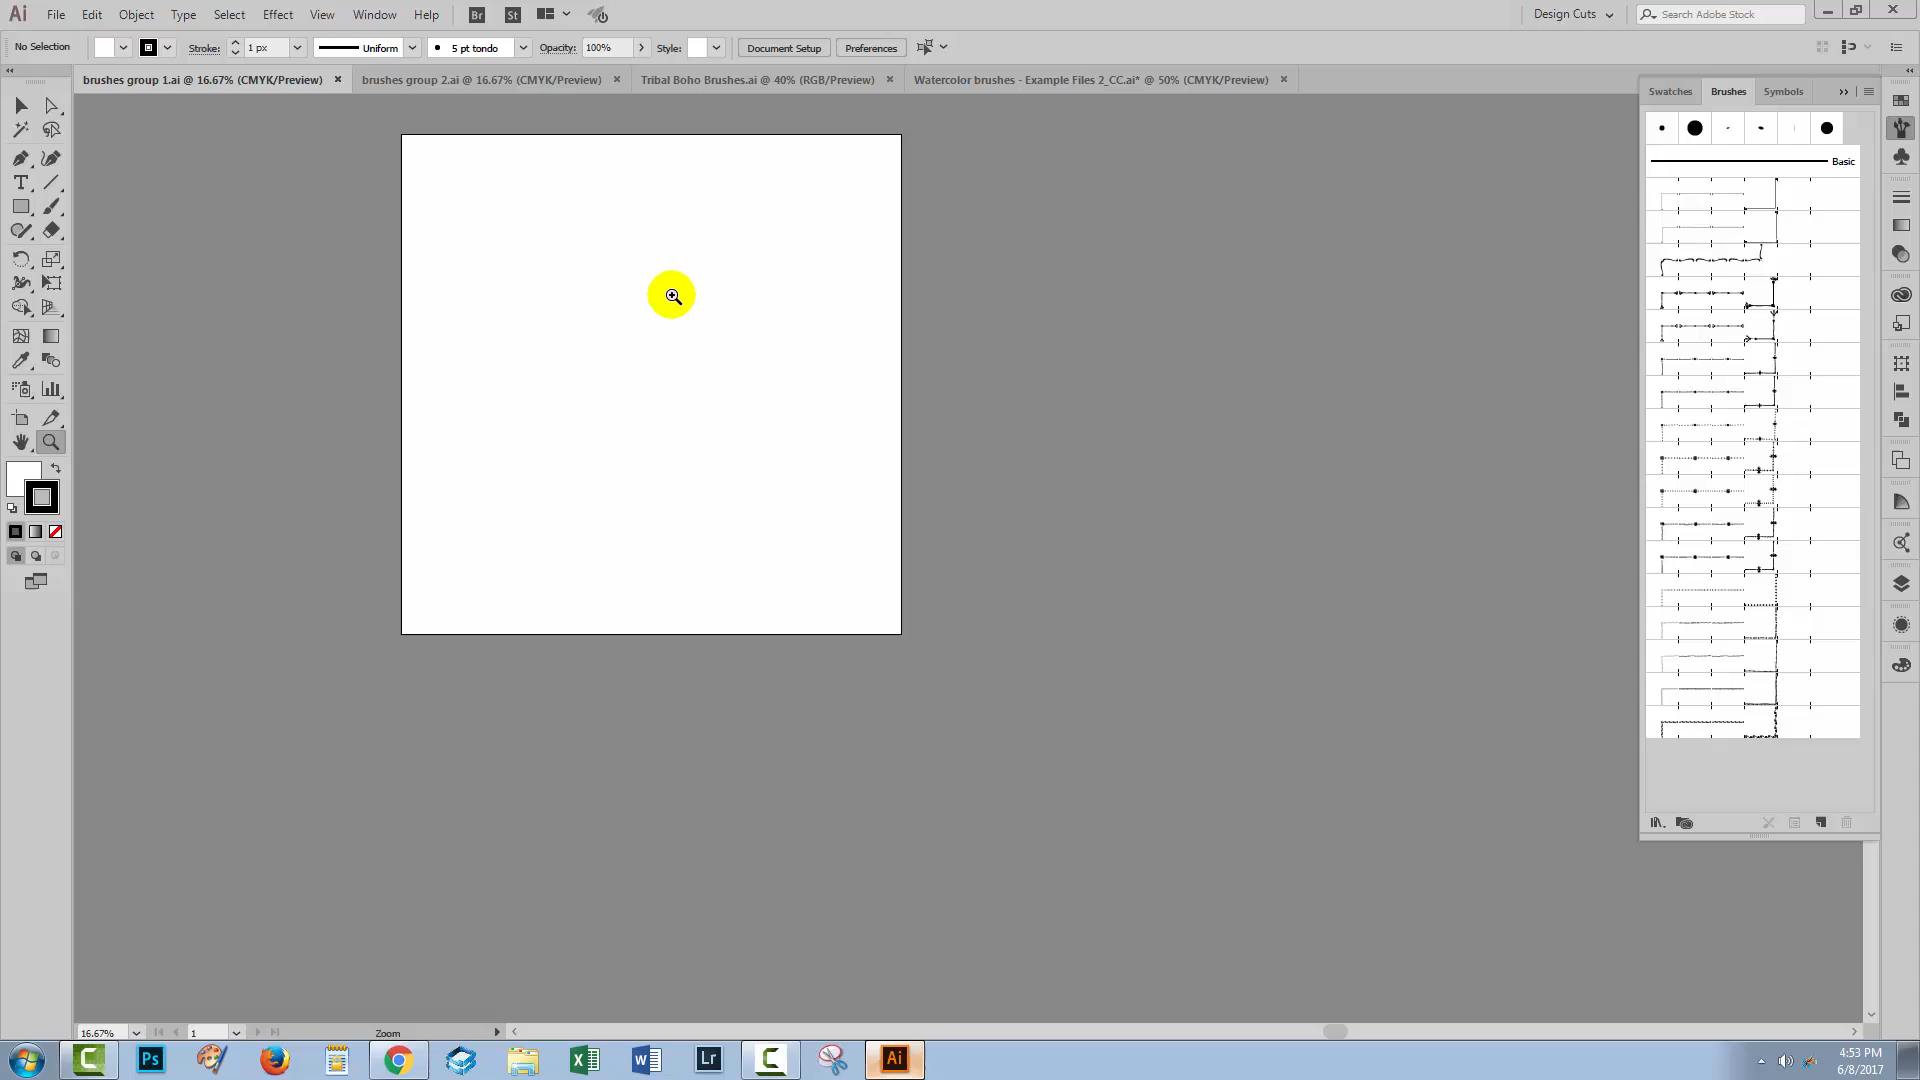 Ai File Edit Object Type Select Effect View Window Help Br St Design Cuts Search Adobe Stock
No Selection Stroke: 1 px Uniform 5 pt tondo Opacity: 100% Style: Document Setup Preferences
brushes group 1.ai @ 16.67% (CMYK/Preview) × brushes group 2.ai @ 16.67% (CMYK/Preview) × Tribal Boho Brushes.ai @ 40% (RGB/Preview) × Watercolor brushes - Example Files 2_CC.ai* @ 50% (CMYK/Preview) ×
Swatches Brushes Symbols
Basic
16.67% 1 Zoom
Ps Lr Ai
4:53 PM
6/8/2017